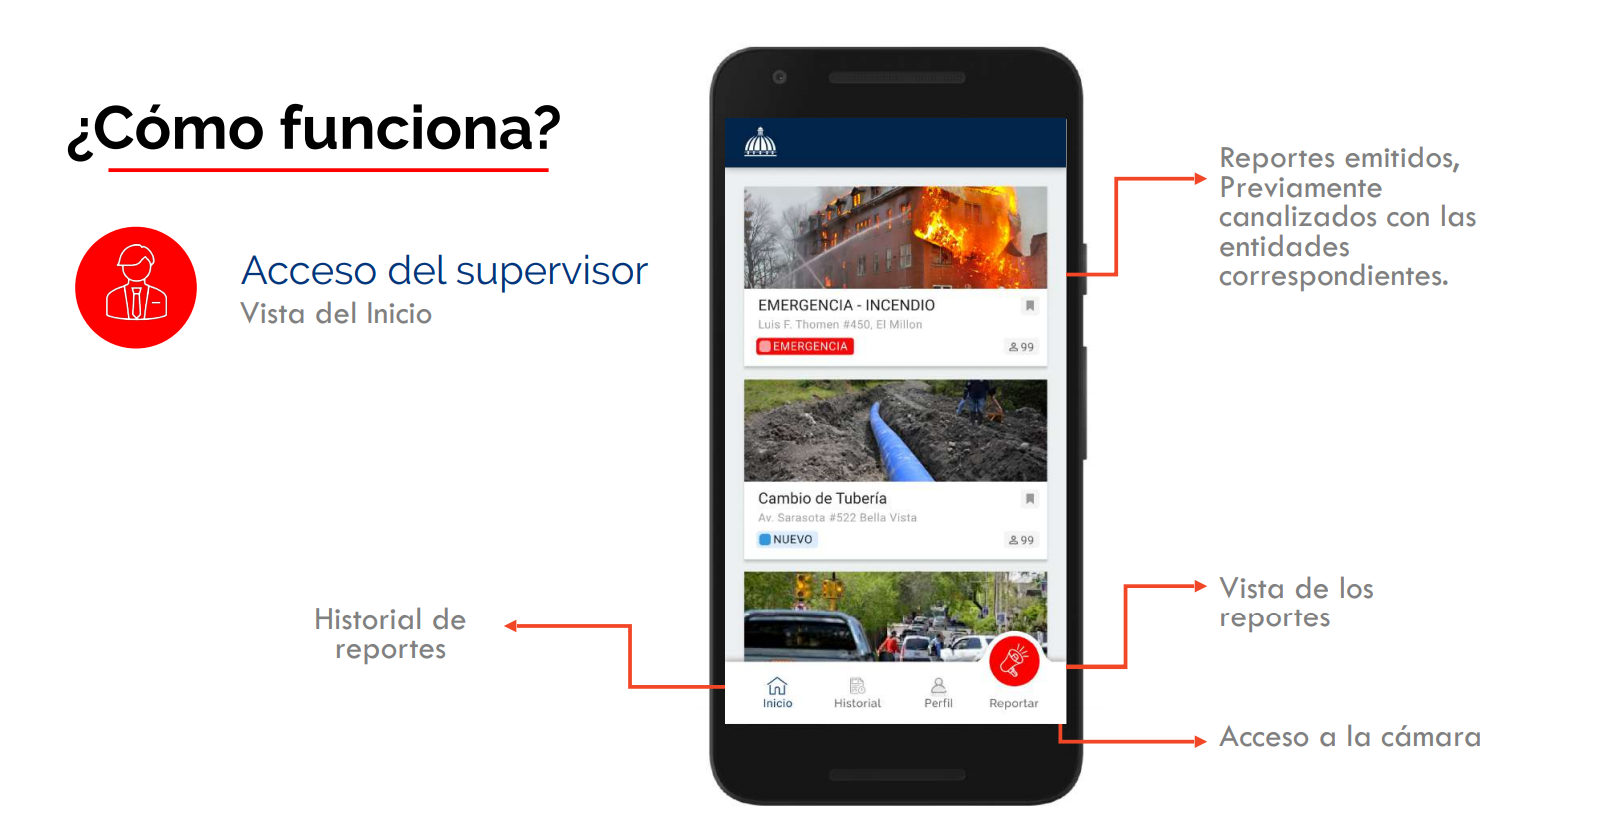 ¿Cómo funciona?
Acceso del supervisor
Vista del Inicio
Historial de
reportes
EMERGENCIA - INCENDIO
Luis F. Thomen #450, El Millon
EMERGENCIA
99
Cambio de Tubería
Av. Sarasota #522 Bella Vista
NUEVO
99
Inicio
Historial
Perfil
Reportar
Reportes emitidos,
Previamente
canalizados con las
entidades
correspondientes.
Vista de los
reportes
Acceso a la cámara